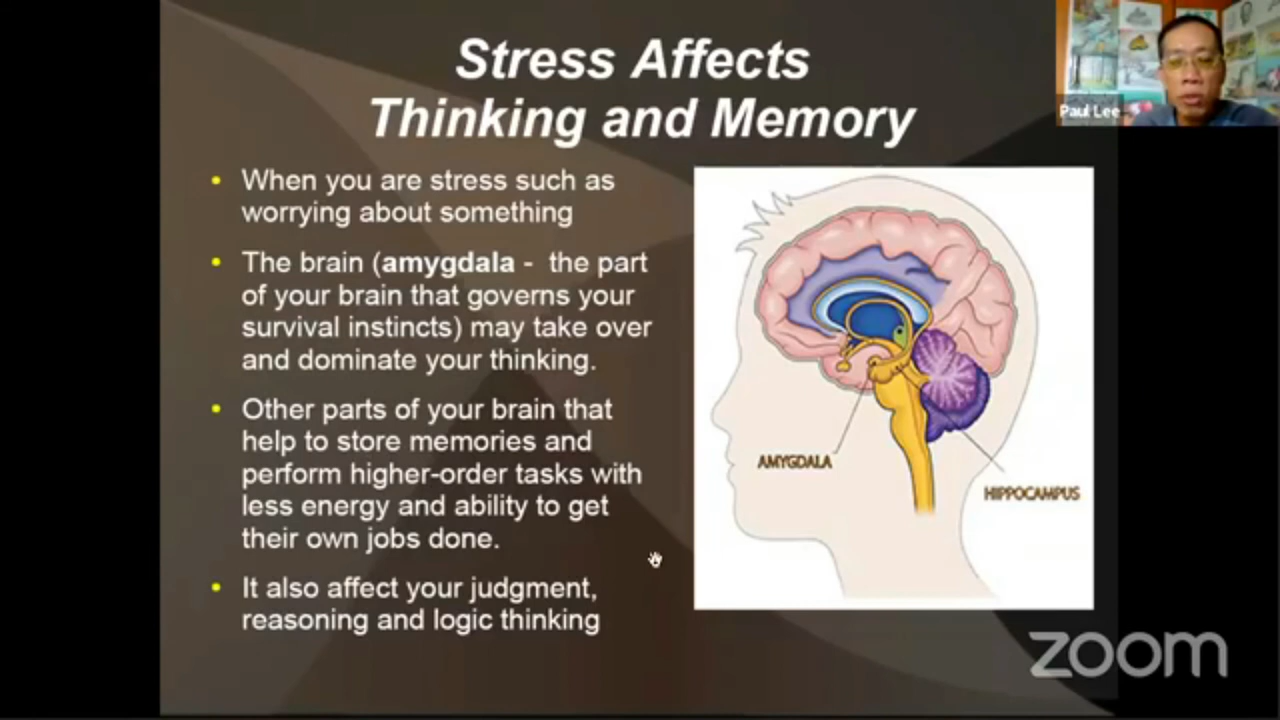 Stress Affects
Thinking and Memory
Paul Lee
• When you are stress such as
worrying about something
• The brain (amygdala - the part
of your brain that governs your
survival instincts) may take over
and dominate your thinking.
• Other parts of your brain that
help to store memories and
perform higher-order tasks with
less energy and ability to get
their own jobs done.
• It also affect your judgment,
reasoning and logic thinking
AMYGDALA
HIPPOCAMPUS
zoom